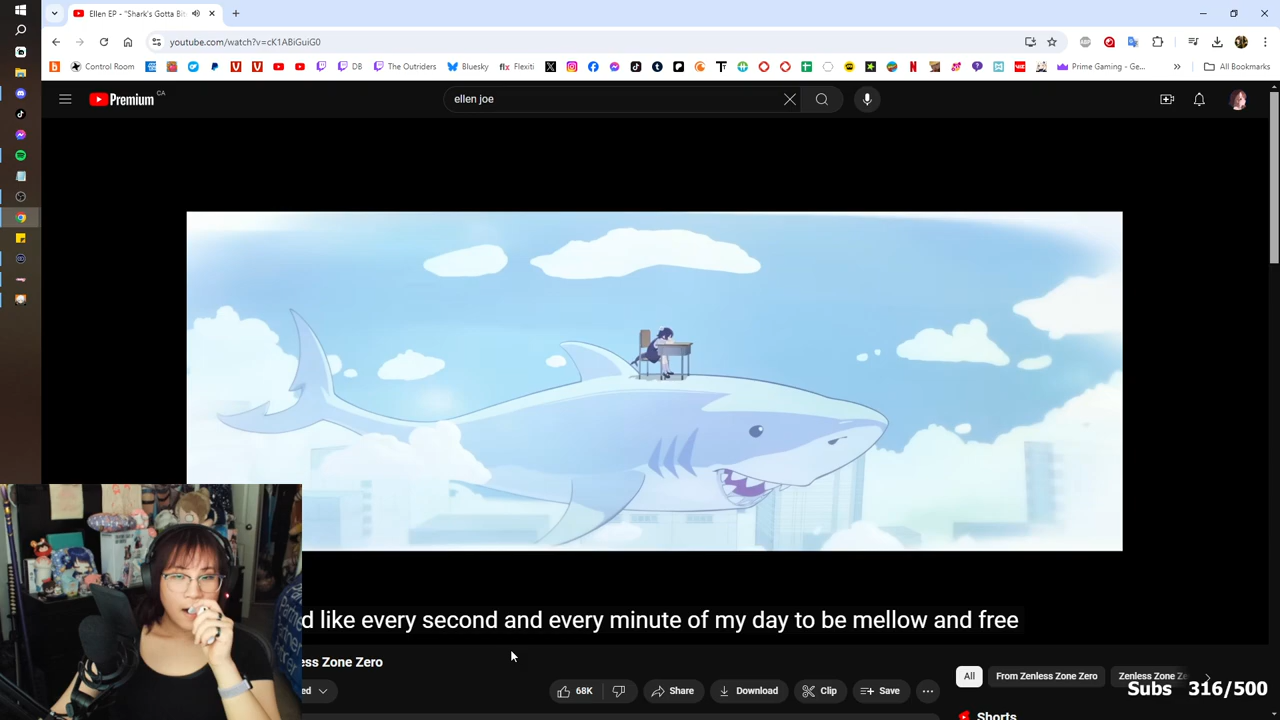 Ellen EP - "Shark's Gotta Bit
youtube.com/watch?v=cK1ABiGuiG0
Control Room
DB
The Outriders
Bluesky
Flexiti
Prime Gaming - Ge...
All Bookmarks
Premium CA
ellen joe
d like every second and every minute of my day to be mellow and free
ess Zone Zero
ed
68K
Share
Download
Clip
Save
All
From Zenless Zone Zero
Zenless Zone Ze
Subs 316/500
Shorts